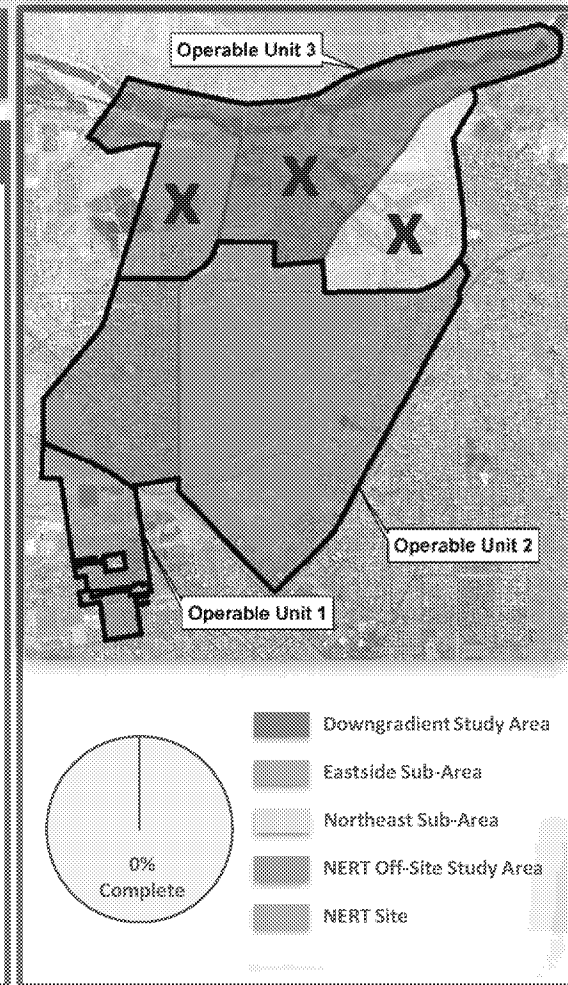 Operable Unit 3
X
X
X
Operable Unit 2
Operable Unit 1
0%
Complete
Downgradient Study Area
Eastside Sub-Area
Northeast Sub-Area
NERT Off-Site Study Area
NERT Site